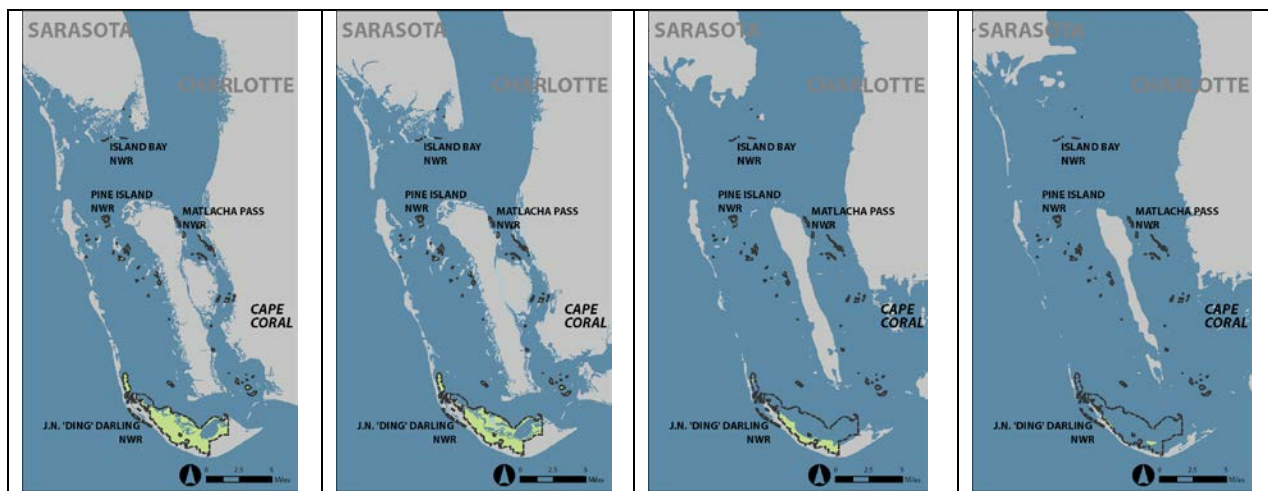 SARASOTA
CHARLOTTE
ISLAND BAY
NWR
PINE ISLAND
NWR
MATLACHA PASS
NWR
CAPE
CORAL
J.N. 'DING' DARLING
NWR
0 2.5 5
Miles
SARASOTA
CHARLOTTE
ISLAND BAY
NWR
PINE ISLAND
NWR
MATLACHA PASS
NWR
CAPE
CORAL
J.N. 'DING' DARLING
NWR
0 2.5 5
Miles
SARASOTA
CHARLOTTE
ISLAND BAY
NWR
PINE ISLAND
NWR
MATLACHA PASS
NWR
CAPE
CORAL
J.N. 'DING' DARLING
NWR
0 2.5 5
Miles
SARASOTA
CHARLOTTE
ISLAND BAY
NWR
PINE ISLAND
NWR
MATLACHA PASS
NWR
CAPE
CORAL
J.N. 'DING' DARLING
NWR
0 2.5 5
Miles